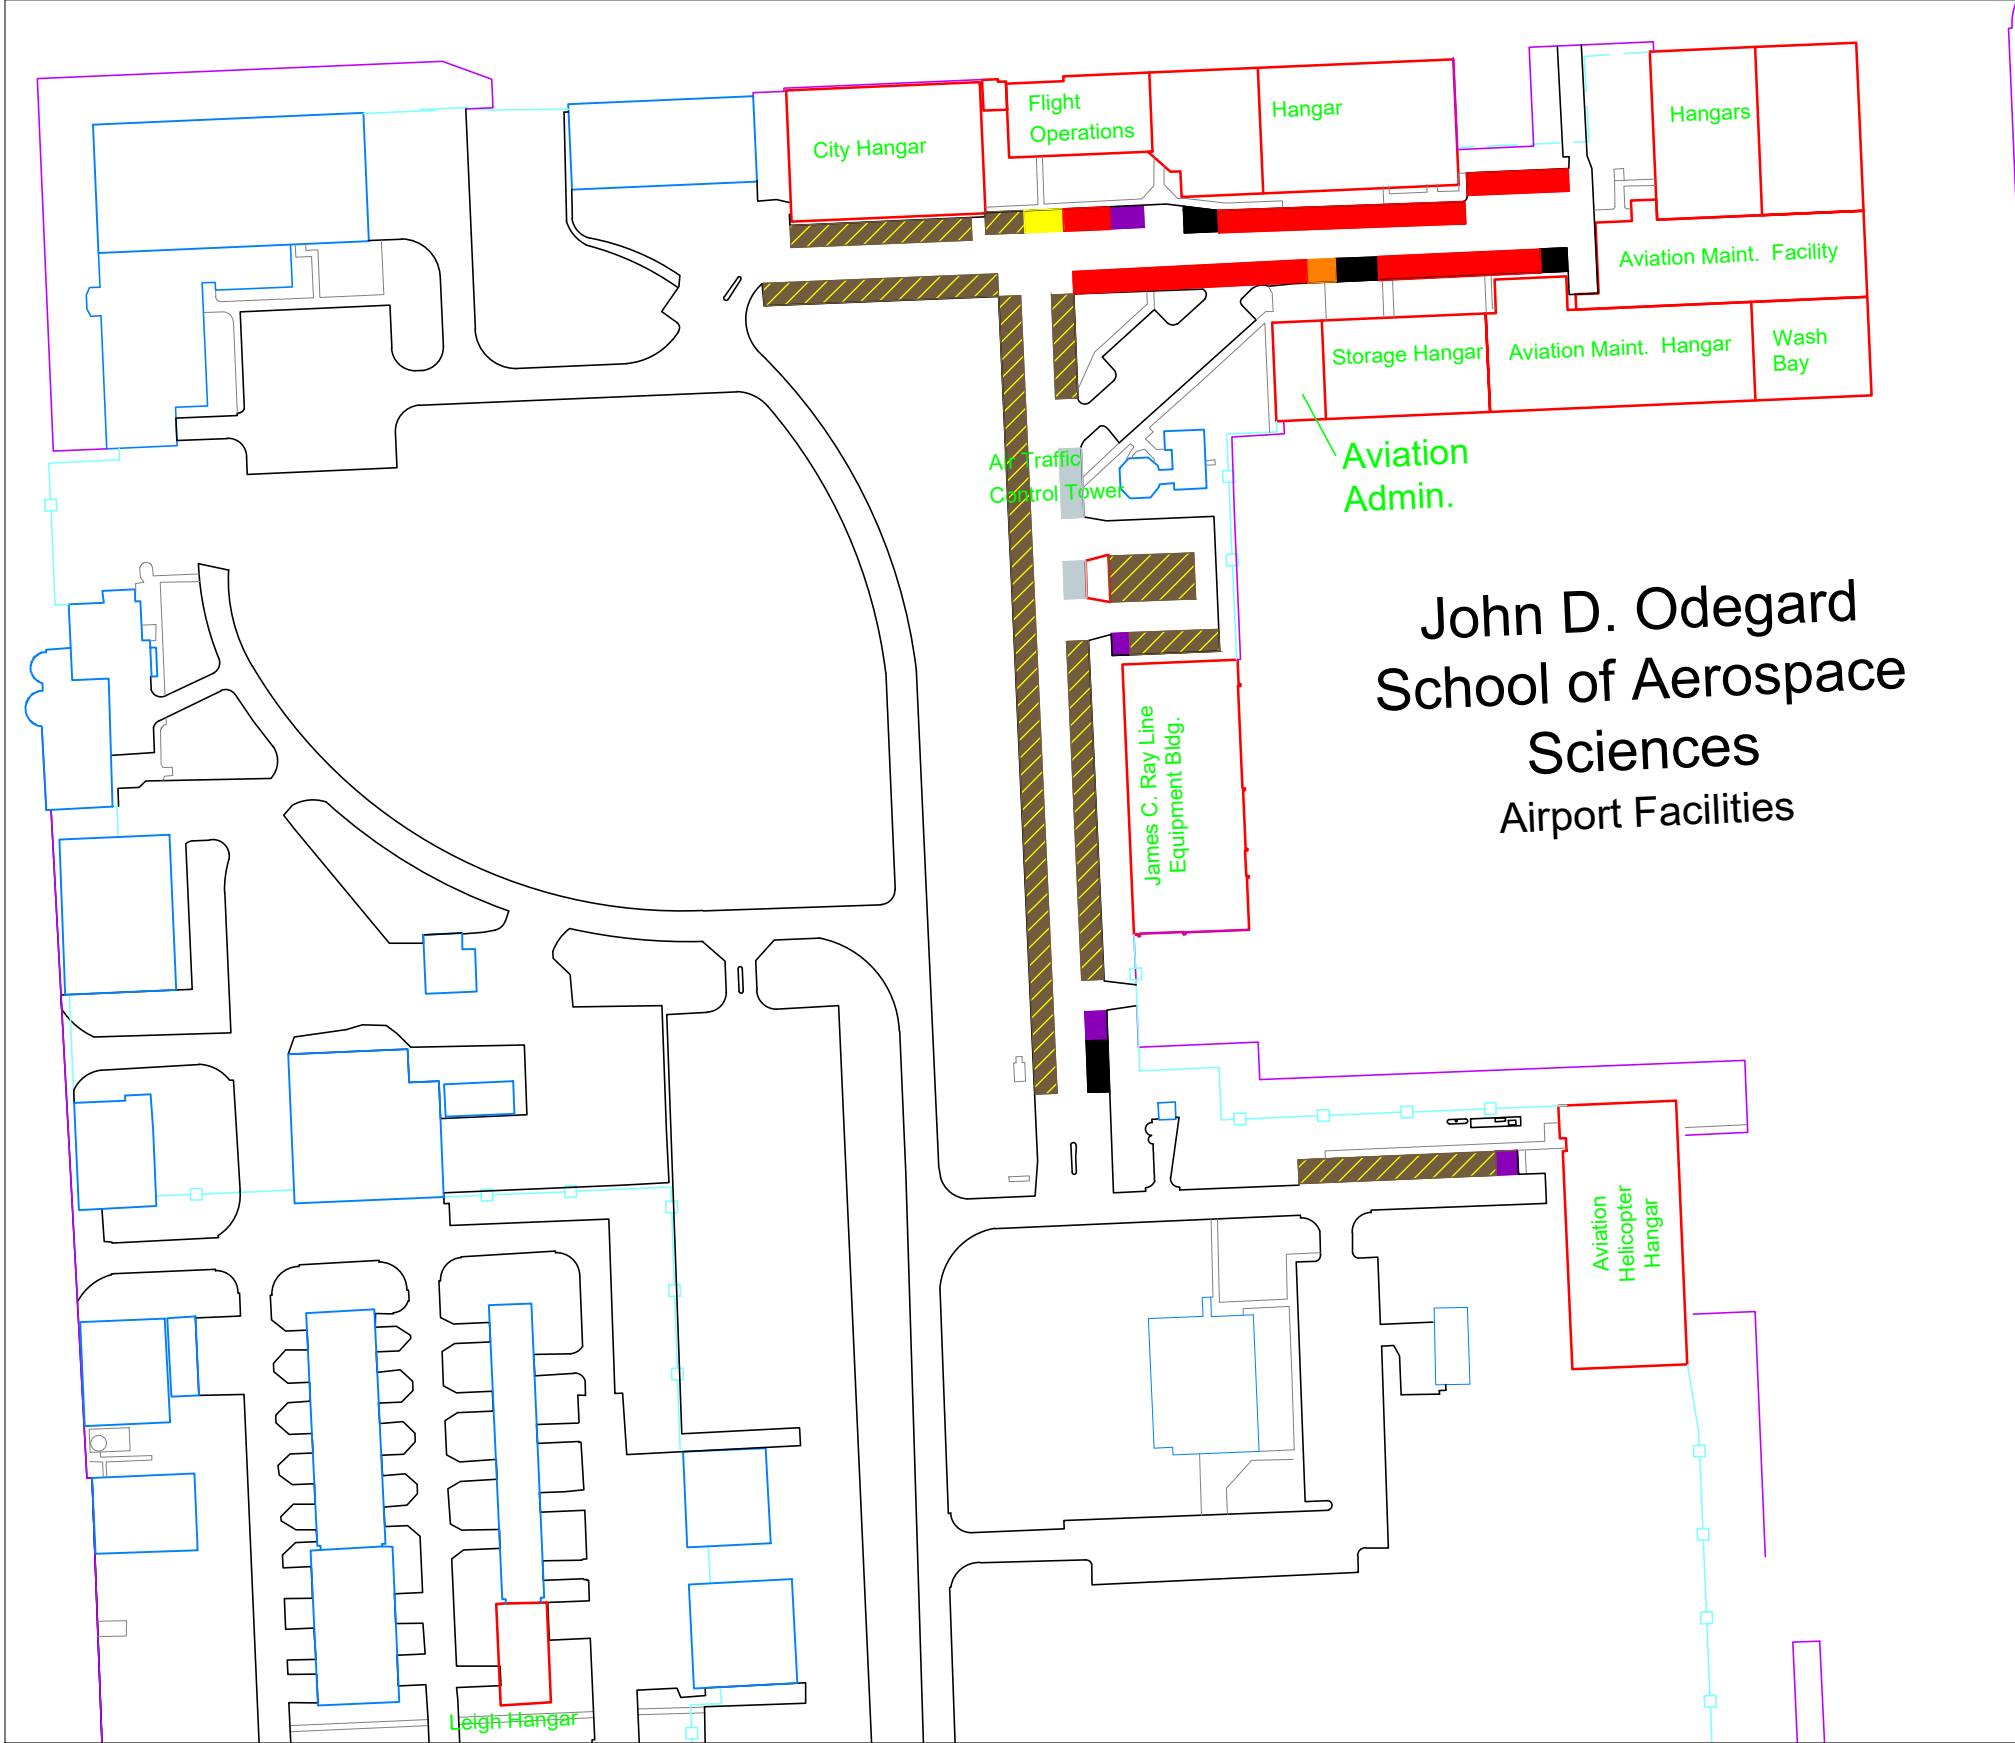 Flight
Operations
City Hangar
Hangar
Hangars
Aviation Maint. Facility
Storage Hangar
Aviation Maint. Hangar
Wash
Bay
Air Traffic
Control Tower
Aviation
Admin.
John D. Odegard
School of Aerospace
Sciences
Airport Facilities
James C. Ray Line
Equipment Bldg.
Aviation
Helicopter
Hangar
Leigh Hangar